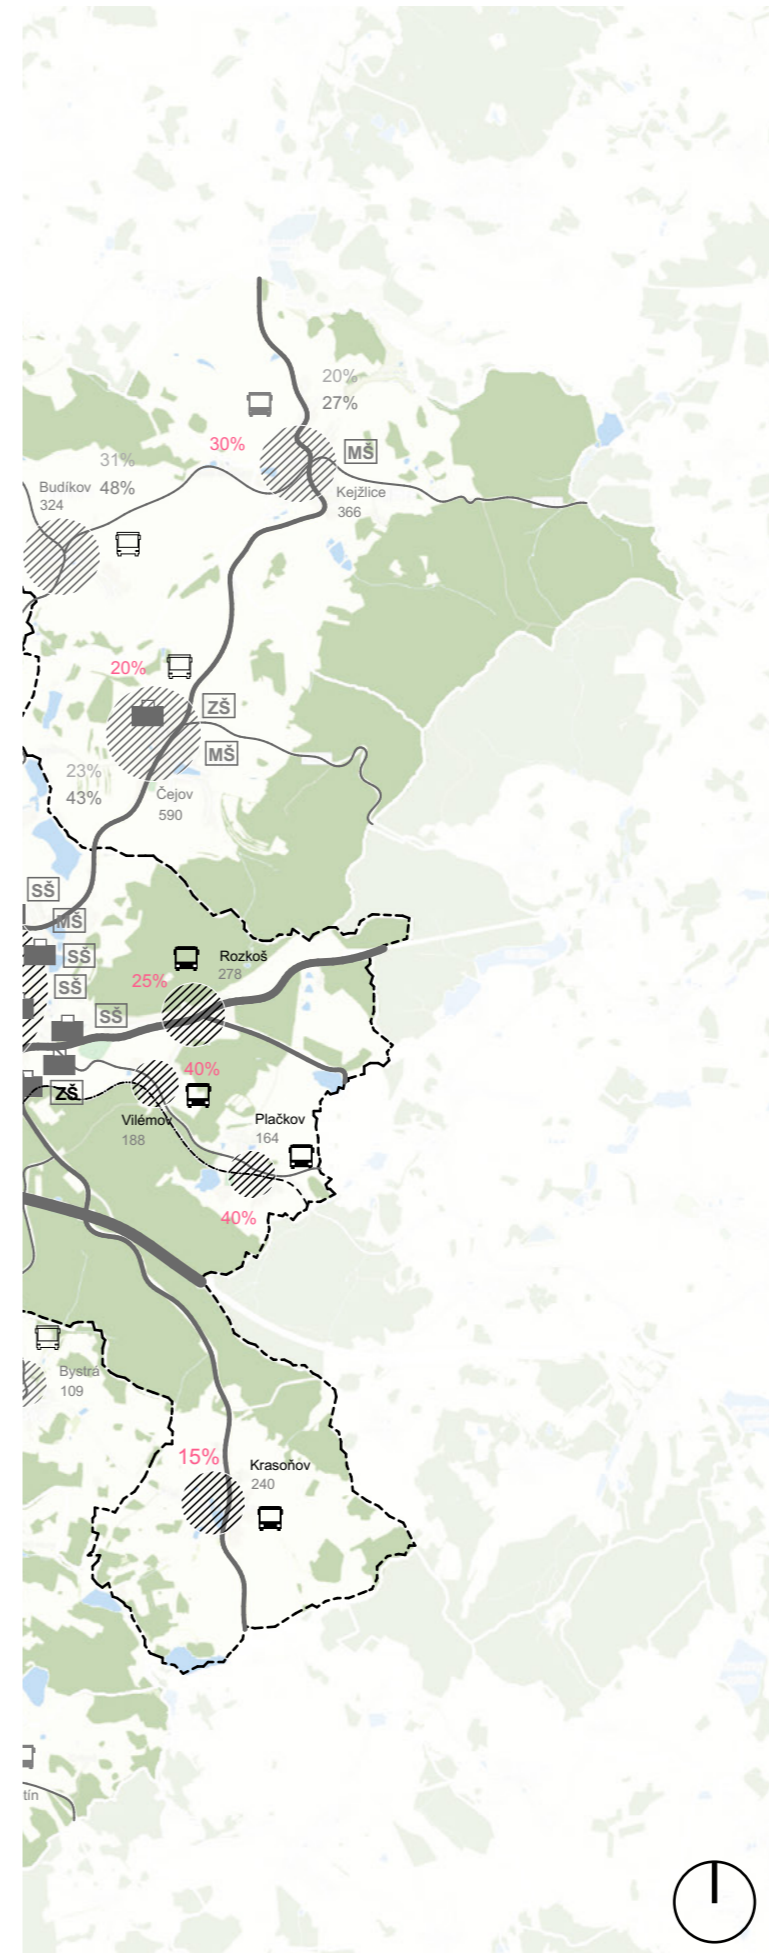 20%
27%
30%
MŠ
31%
Budíkov 48%
324
Kejžlice
366
20%
ZŠ
MŠ
23%
43%
Čejov
590
SŠ
MŠ
SŠ
Rozkoš
278
25%
SŠ
SŠ
40%
ZŠ
Vilémov
188
Plačkov
164
40%
Bystrá
109
15%
Krasoňov
240
tín